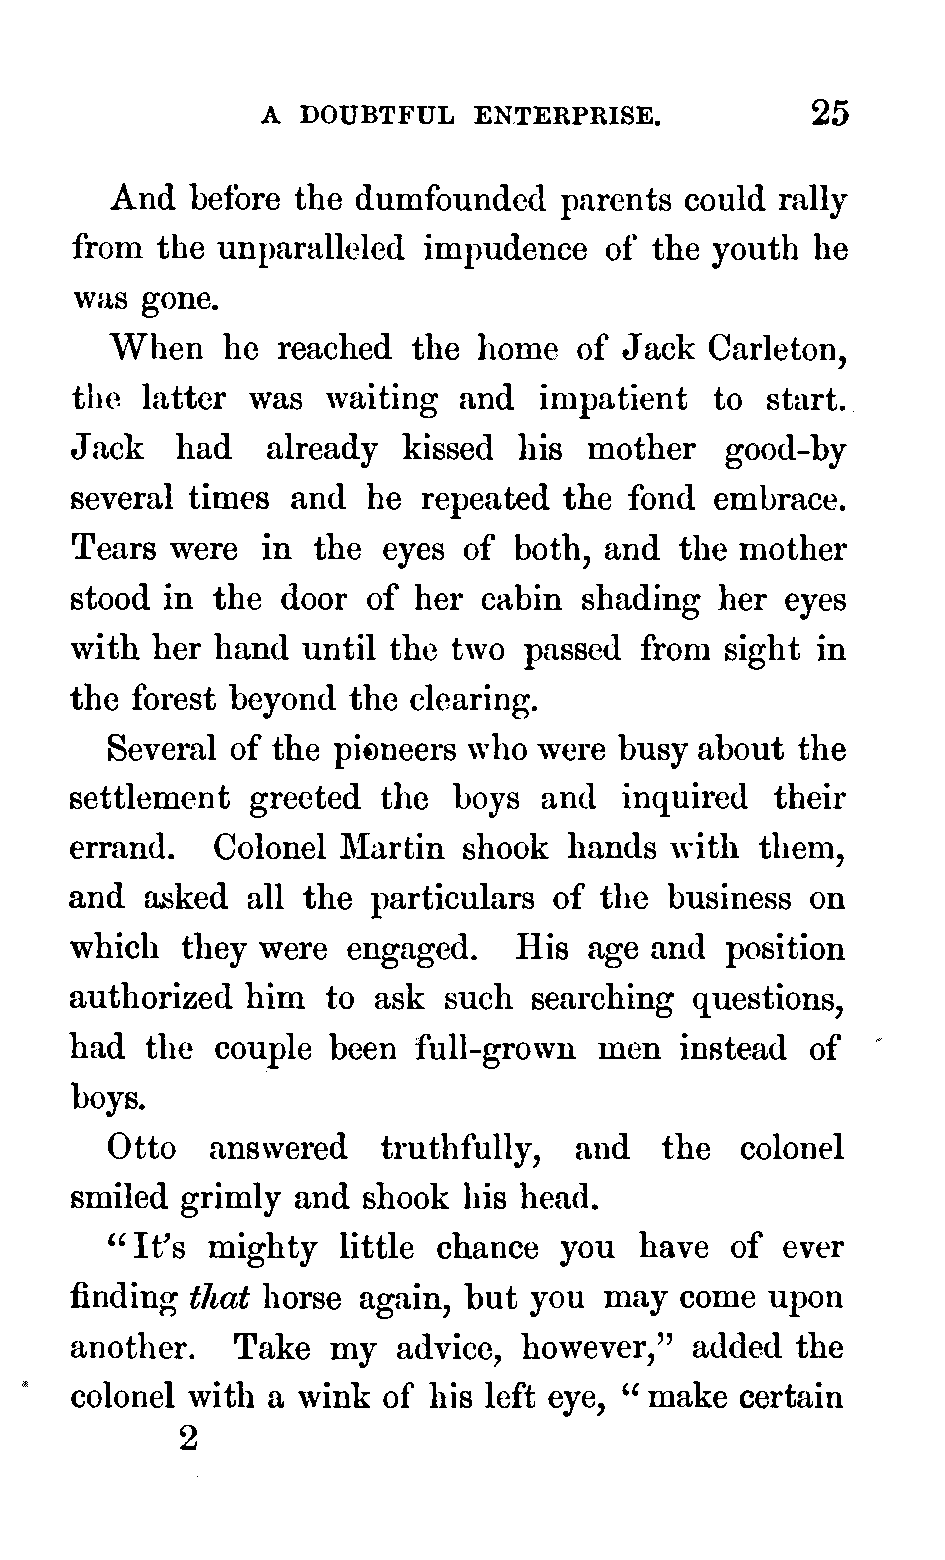 A DOUBTFUL ENTERPRISE. 25
And before the dumfounded parents could rally
from the unparalleled impudence of the youth he
was gone.
When he reached the home of Jack Carleton,
the latter was waiting and impatient to start.
Jack had already kissed his mother good-by
several times and he repeated the fond embrace.
Tears were in the eyes of both, and the mother
stood in the door of her cabin shading her eyes
with her hand until the two passed from sight in
the forest beyond the clearing.
Several of the pioneers who were busy about the
settlement greeted the boys and inquired their
errand. Colonel Martin shook hands with them,
and asked all the particulars of the business on
which they were engaged. His age and position
authorized him to ask such searching questions,
had the couple been full-grown men instead of
boys.
Otto answered truthfully, and the colonel
smiled grimly and shook his head.
“It’s mighty little chance you have of ever
finding that horse again, but you may come upon
another. Take my advice, however,” added the
colonel with a wink of his left eye, “make certain
2